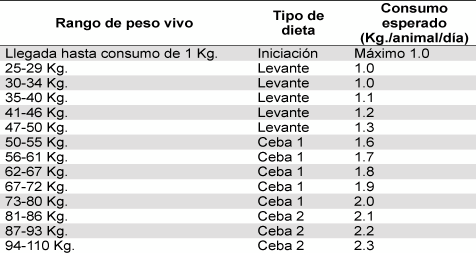 Rango de peso vivo Tipo de dieta Consumo esperado (Kg./animal/día)
Llegada hasta consumo de 1 Kg. Iniciación Máximo 1.0
25-29 Kg. Levante 1.0
30-34 Kg. Levante 1.0
35-40 Kg. Levante 1.1
41-46 Kg. Levante 1.2
47-50 Kg. Levante 1.3
50-55 Kg. Ceba 1 1.6
56-61 Kg. Ceba 1 1.7
62-67 Kg. Ceba 1 1.8
67-72 Kg. Ceba 1 1.9
73-80 Kg. Ceba 1 2.0
81-86 Kg. Ceba 2 2.1
87-93 Kg. Ceba 2 2.2
94-110 Kg. Ceba 2 2.3